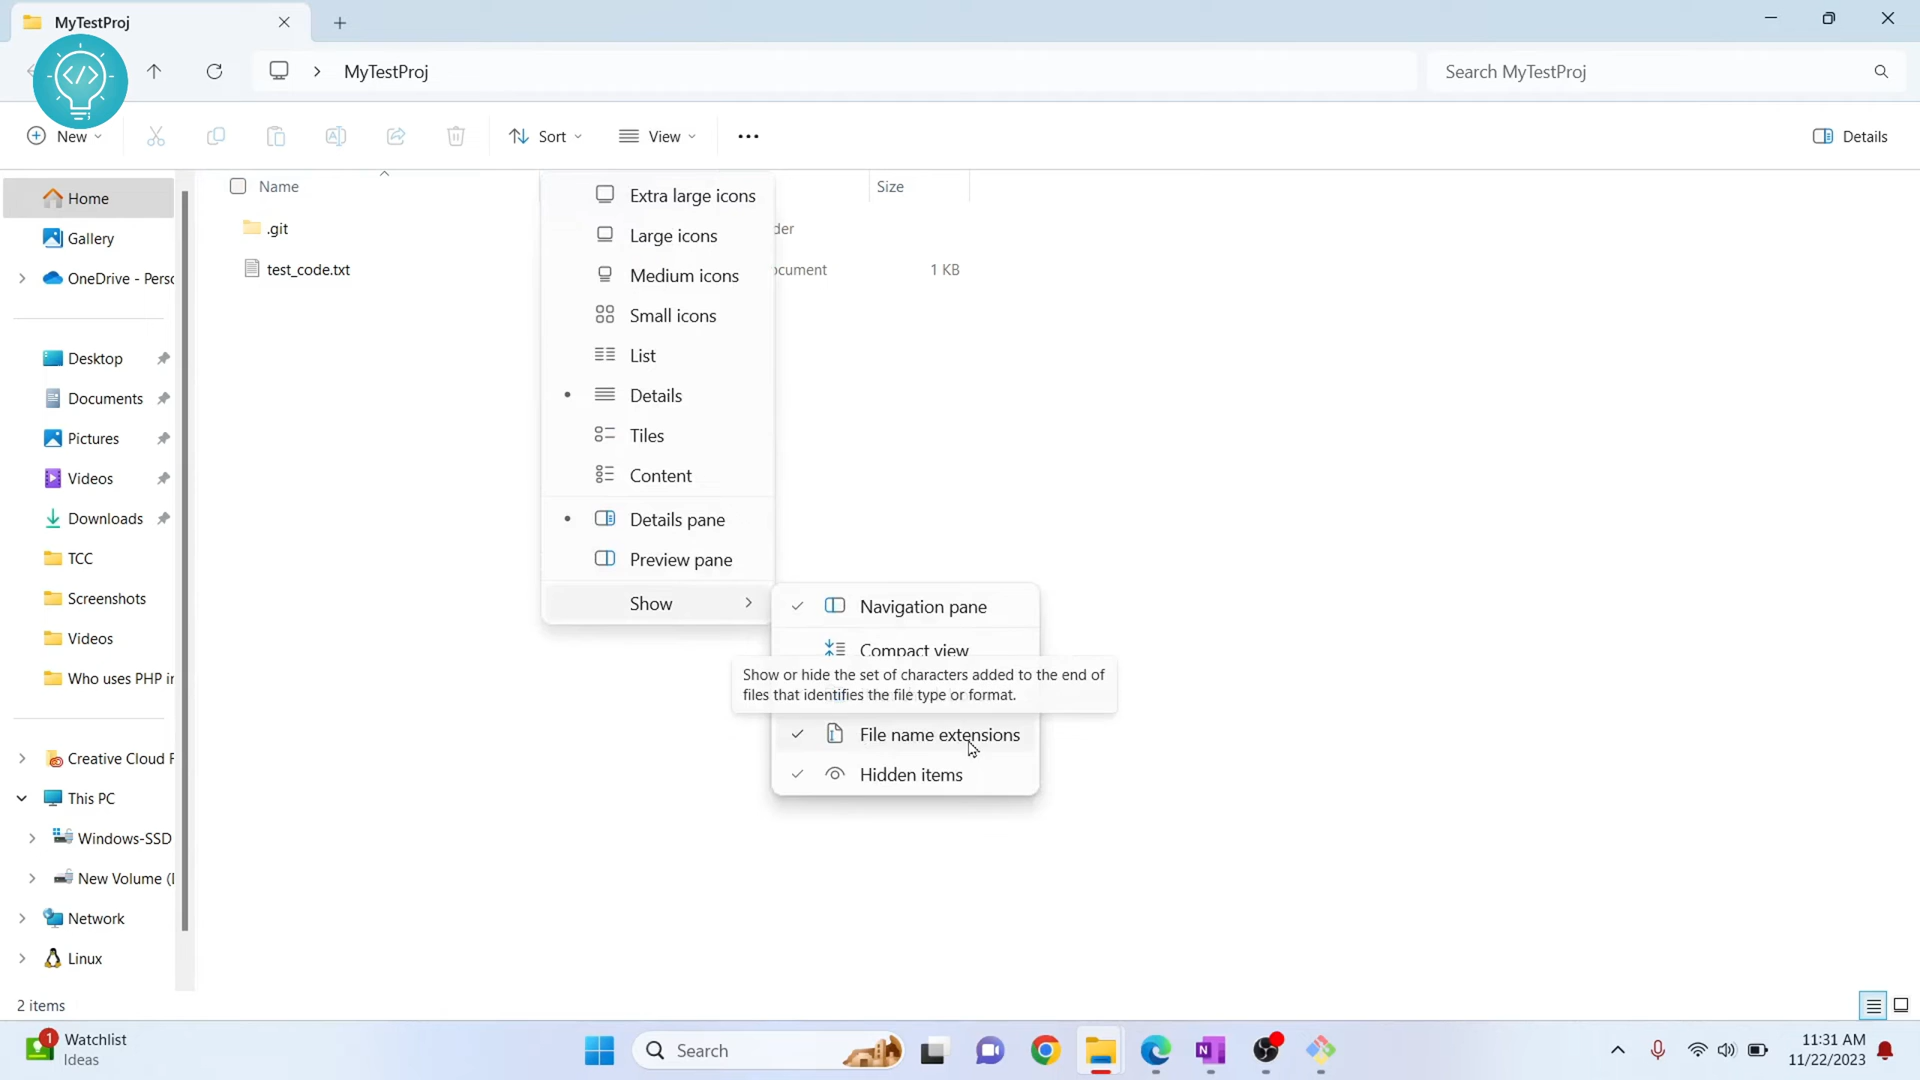 MyTestProj
MyTestProj
Search MyTestProj
New
Sort
View
Details
Name
Size
.git
der
test_code.txt
ocument
1 KB
Home
Gallery
OneDrive - Perso
Desktop
Documents
Pictures
Videos
Downloads
TCC
Screenshots
Videos
Who uses PHP in
Creative Cloud F
This PC
Windows-SSD
New Volume (I
Network
Linux
Extra large icons
Large icons
Medium icons
Small icons
List
Details
Tiles
Content
Details pane
Preview pane
Show
Navigation pane
Compact view
Show or hide the set of characters added to the end of
files that identifies the file type or format.
File name extensions
Hidden items
2 items
1
Watchlist
Ideas
Search
11:31 AM
11/22/2023